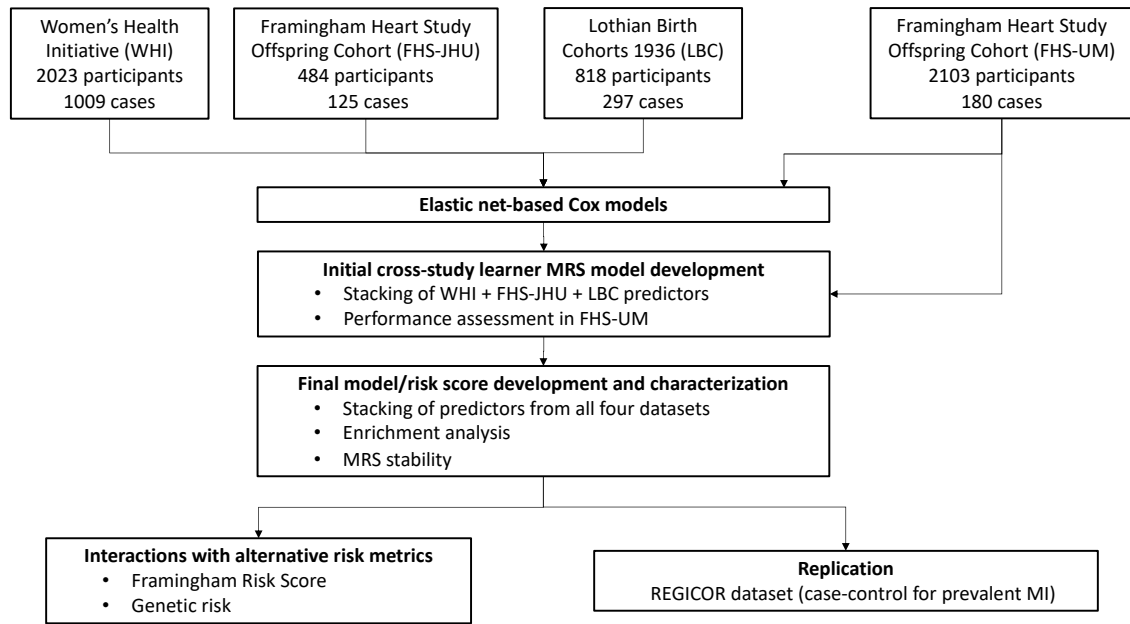 Women's Health
Initiative (WHI)
2023 participants
1009 cases
Framingham Heart Study
Offspring Cohort (FHS-JHU)
484 participants
125 cases
Lothian Birth
Cohorts 1936 (LBC)
818 participants
297 cases
Framingham Heart Study
Offspring Cohort (FHS-UM)
2103 participants
180 cases
Elastic net-based Cox models
Initial cross-study learner MRS model development
• Stacking of WHI + FHS-JHU + LBC predictors
• Performance assessment in FHS-UM
Final model/risk score development and characterization
• Stacking of predictors from all four datasets
• Enrichment analysis
• MRS stability
Interactions with alternative risk metrics
• Framingham Risk Score
• Genetic risk
Replication
REGICOR dataset (case-control for prevalent MI)